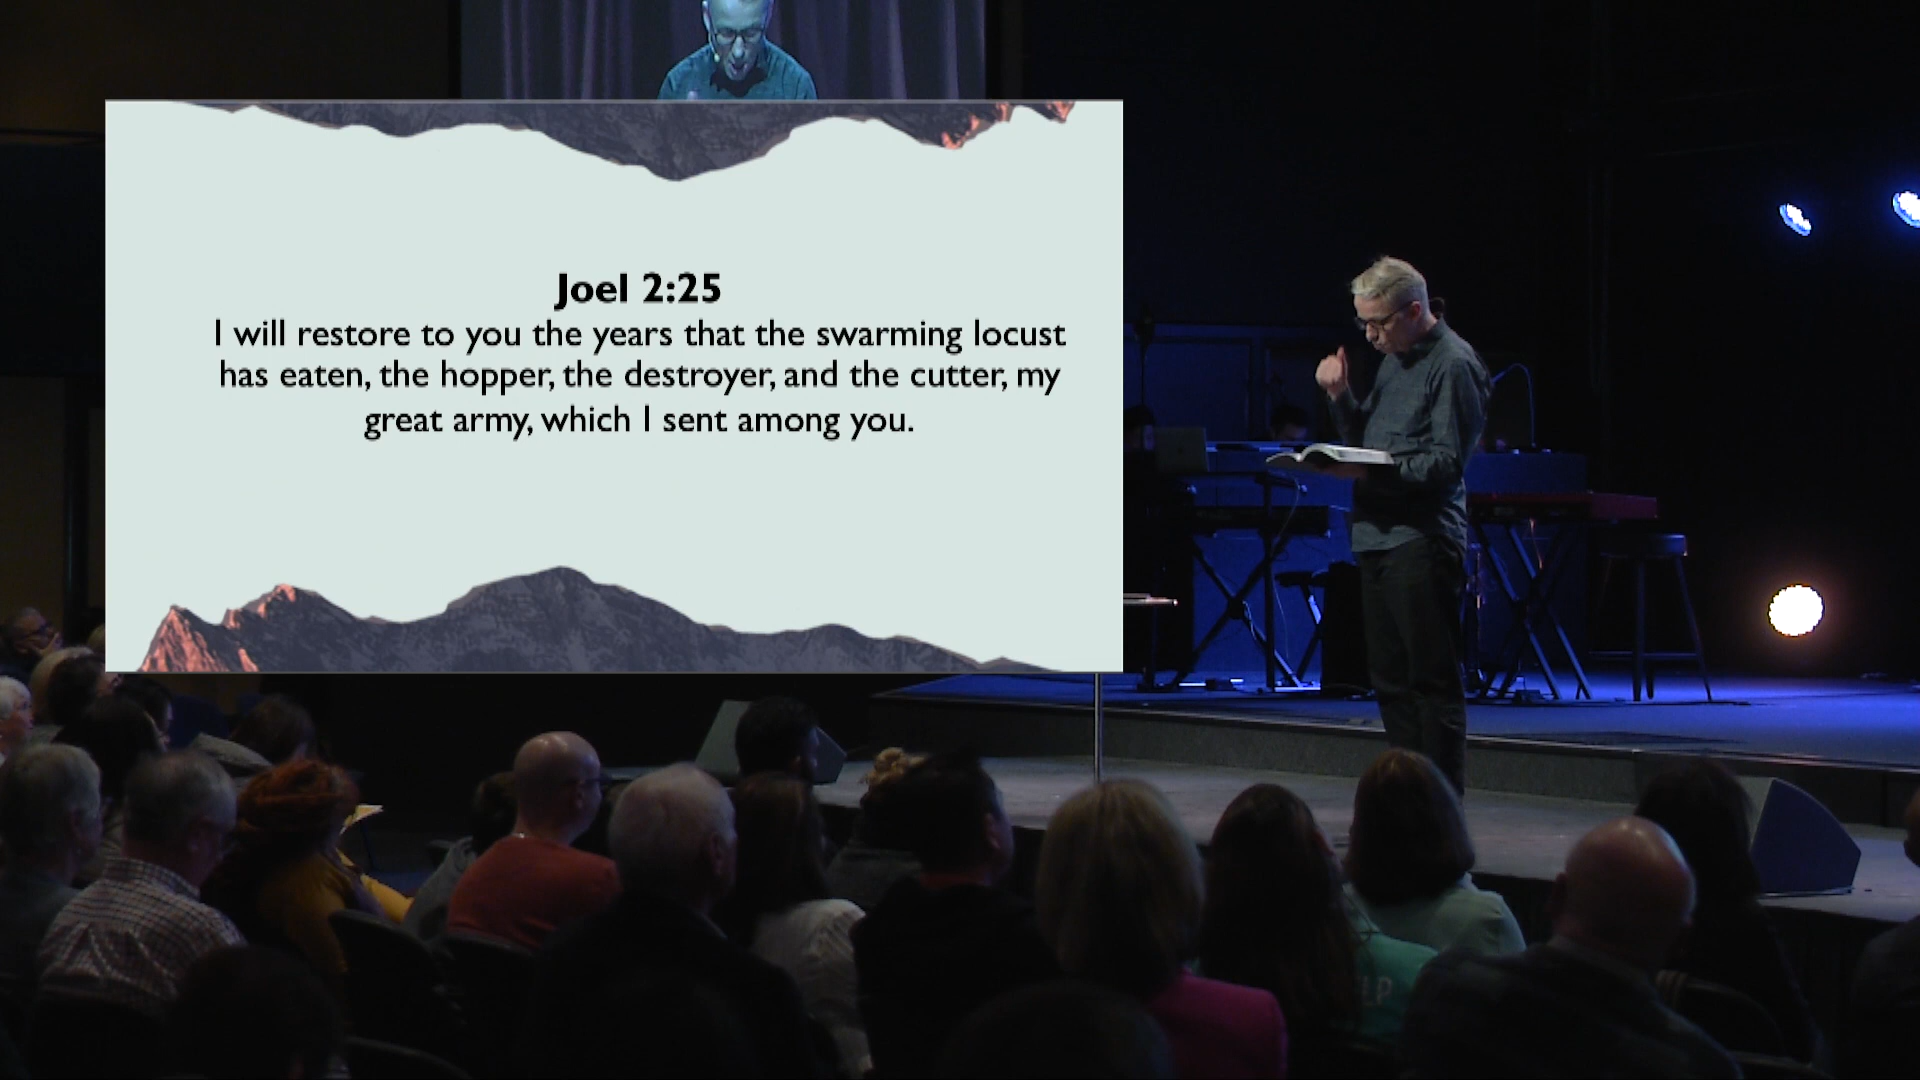 Joel 2:25
I will restore to you the years that the swarming locust
has eaten, the hopper, the destroyer, and the cutter, my
great army, which I sent among you.
LP